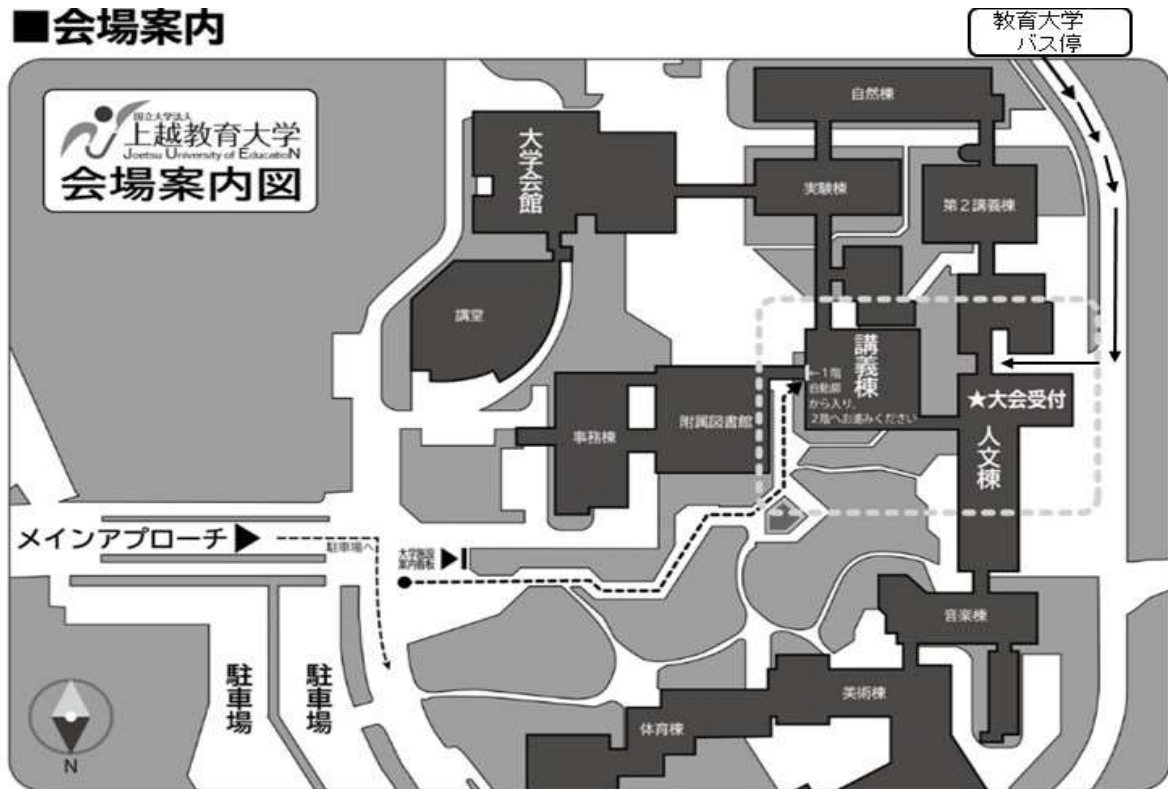 ■会場案内
教育大学
バス停
国立大学法人
上越教育大学
Joetsu University of EducatioN
会場案内図
自然棟
大学会館
実験棟
第2講義棟
講堂
講義棟
←1階
自動扉
から入り、
2階へお進みください
★大会受付
人文棟
附属図書館
事務棟
メインアプローチ▶
駐車場へ
大学施設
案内看板
音楽棟
駐車場
駐車場
美術棟
体育棟
N